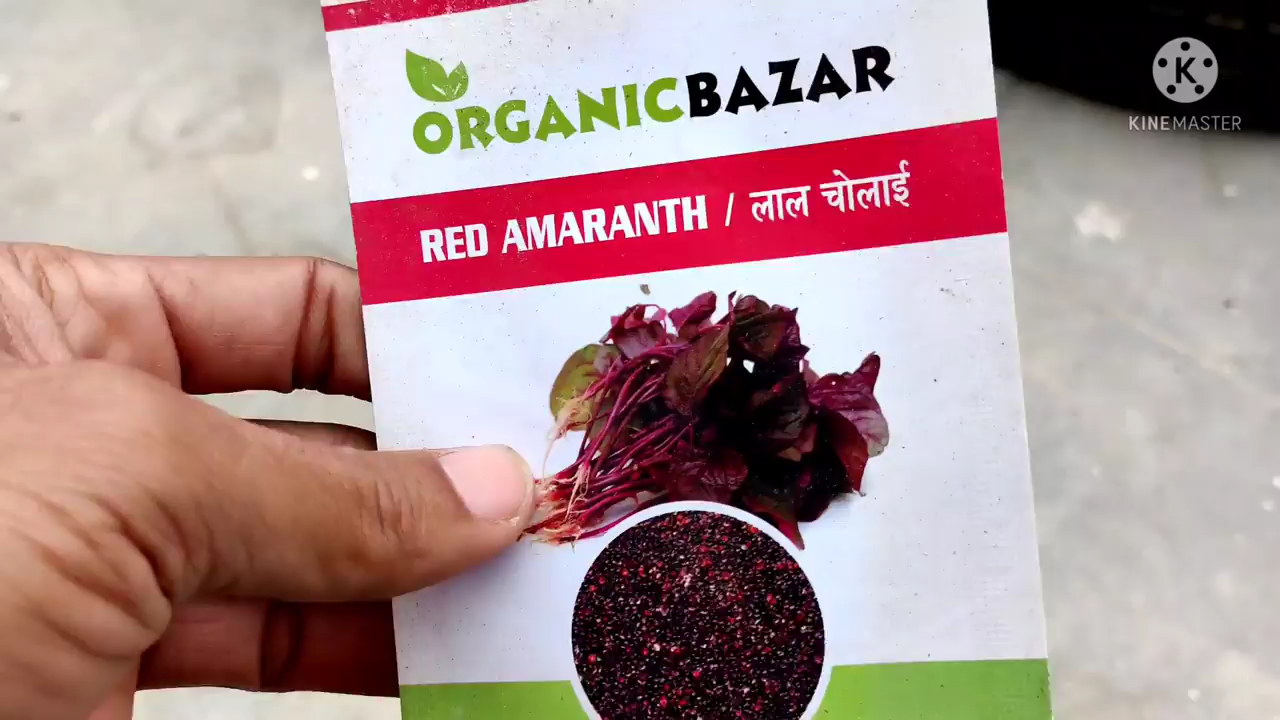 ORGANICBAZAR
RED AMARANTH / लाल चोलाई
K
KINEMASTER